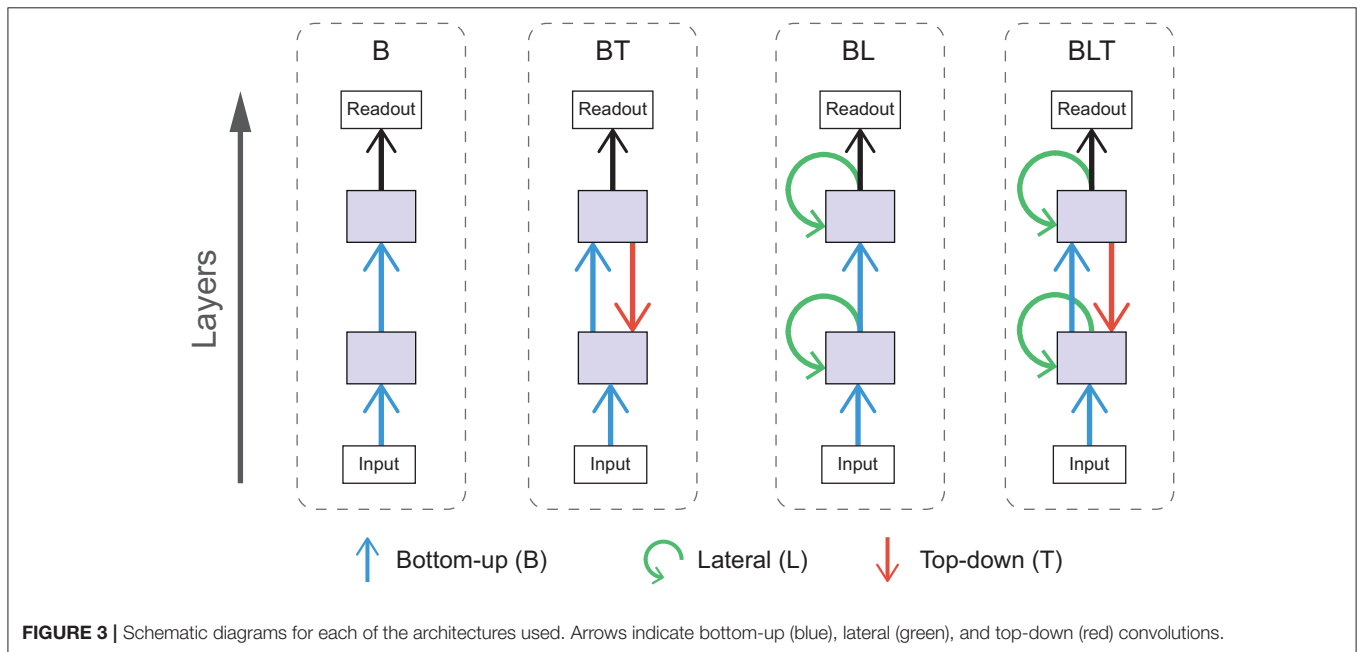 B BT BL BLT
Readout Readout Readout Readout
Layers
Input Input Input Input
Bottom-up (B) Lateral (L) Top-down (T)
FIGURE 3 | Schematic diagrams for each of the architectures used. Arrows indicate bottom-up (blue), lateral (green), and top-down (red) convolutions.